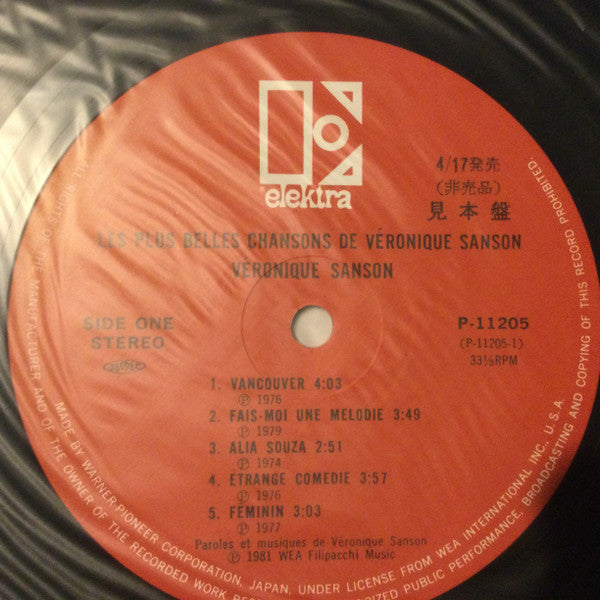 elektra
4/17発売
(非売品)
見本盤
LES PLUS BELLES CHANSONS DE VÉRONIQUE SANSON
VÉRONIQUE SANSON
SIDE ONE
STEREO
P-11205
(P-11205-1)
33⅓RPM
1. VANCOUVER 4:03
Ⓟ 1976
2. FAIS-MOI UNE MELODIE 3:49
Ⓟ 1979
3. ALIA SOUZA 2:51
Ⓟ 1974
4. ÉTRANGE COMEDIE 3:57
Ⓟ 1976
5. FÉMININ 3:03
Ⓟ 1977
Paroles et musiques de Véronique Sanson
Ⓟ 1981 WEA Filipacchi Music
MADE BY WARNER-PIONEER CORPORATION, JAPAN, UNDER LICENSE FROM WEA INTERNATIONAL INC., U.S.A.
ALL RIGHT OF THE MANUFACTURER AND OF THE OWNER OF THE RECORDED WORK PUBLIC PERFORMANCE, BROADCASTING AND COPYING OF THIS RECORD PROHIBITED.